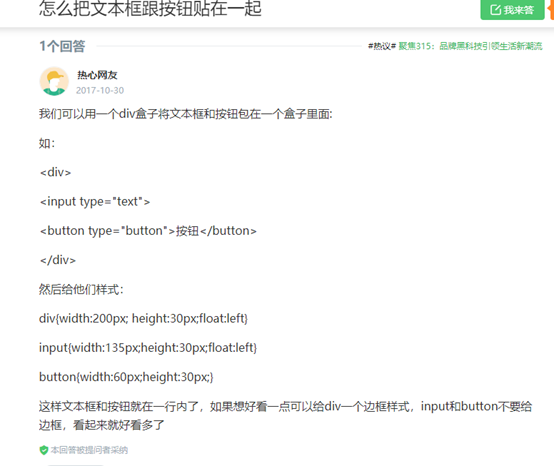 怎么把文本框跟按钮贴在一起
我来答
1个回答
#热议# 聚焦315：品牌黑科技引领生活新潮流
热心网友
2017-10-30
我们可以用一个div盒子将文本框和按钮包在一个盒子里面:
如：
<div>
<input type="text">
<button type="button">按钮</button>
</div>
然后给他们样式：
div{width:200px; height:30px;float:left}
input{width:135px;height:30px;float:left}
button{width:60px;height:30px;}
这样文本框和按钮就在一行内了，如果想好看一点可以给div一个边框样式，input和button不要给
边框，看起来就好看多了
本回答被提问者采纳